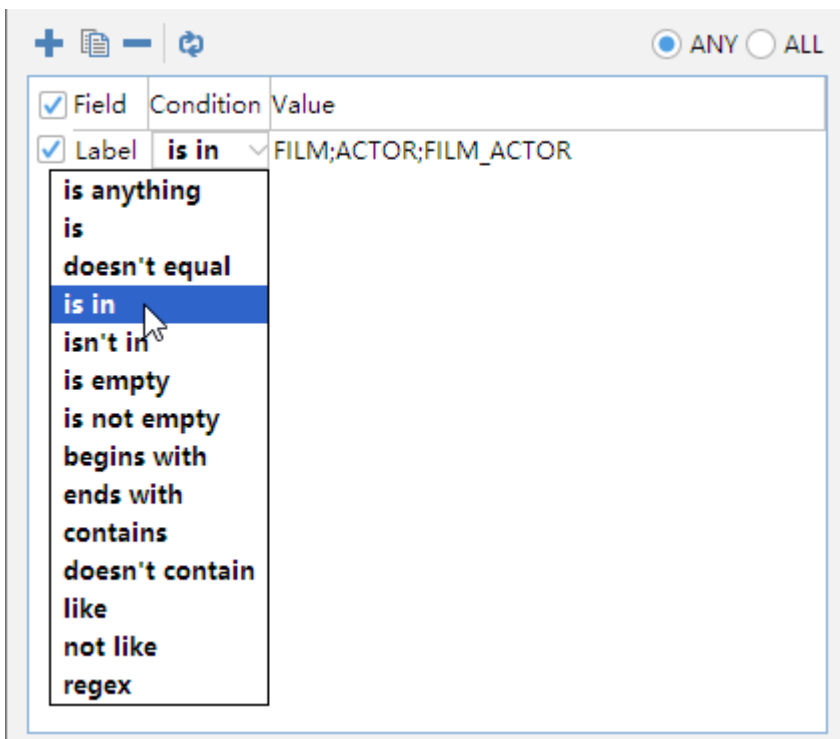 ANY ALL
Field Condition Value
Label is in FILM;ACTOR;FILM_ACTOR
is anything
is
doesn't equal
is in
isn't in
is empty
is not empty
begins with
ends with
contains
doesn't contain
like
not like
regex